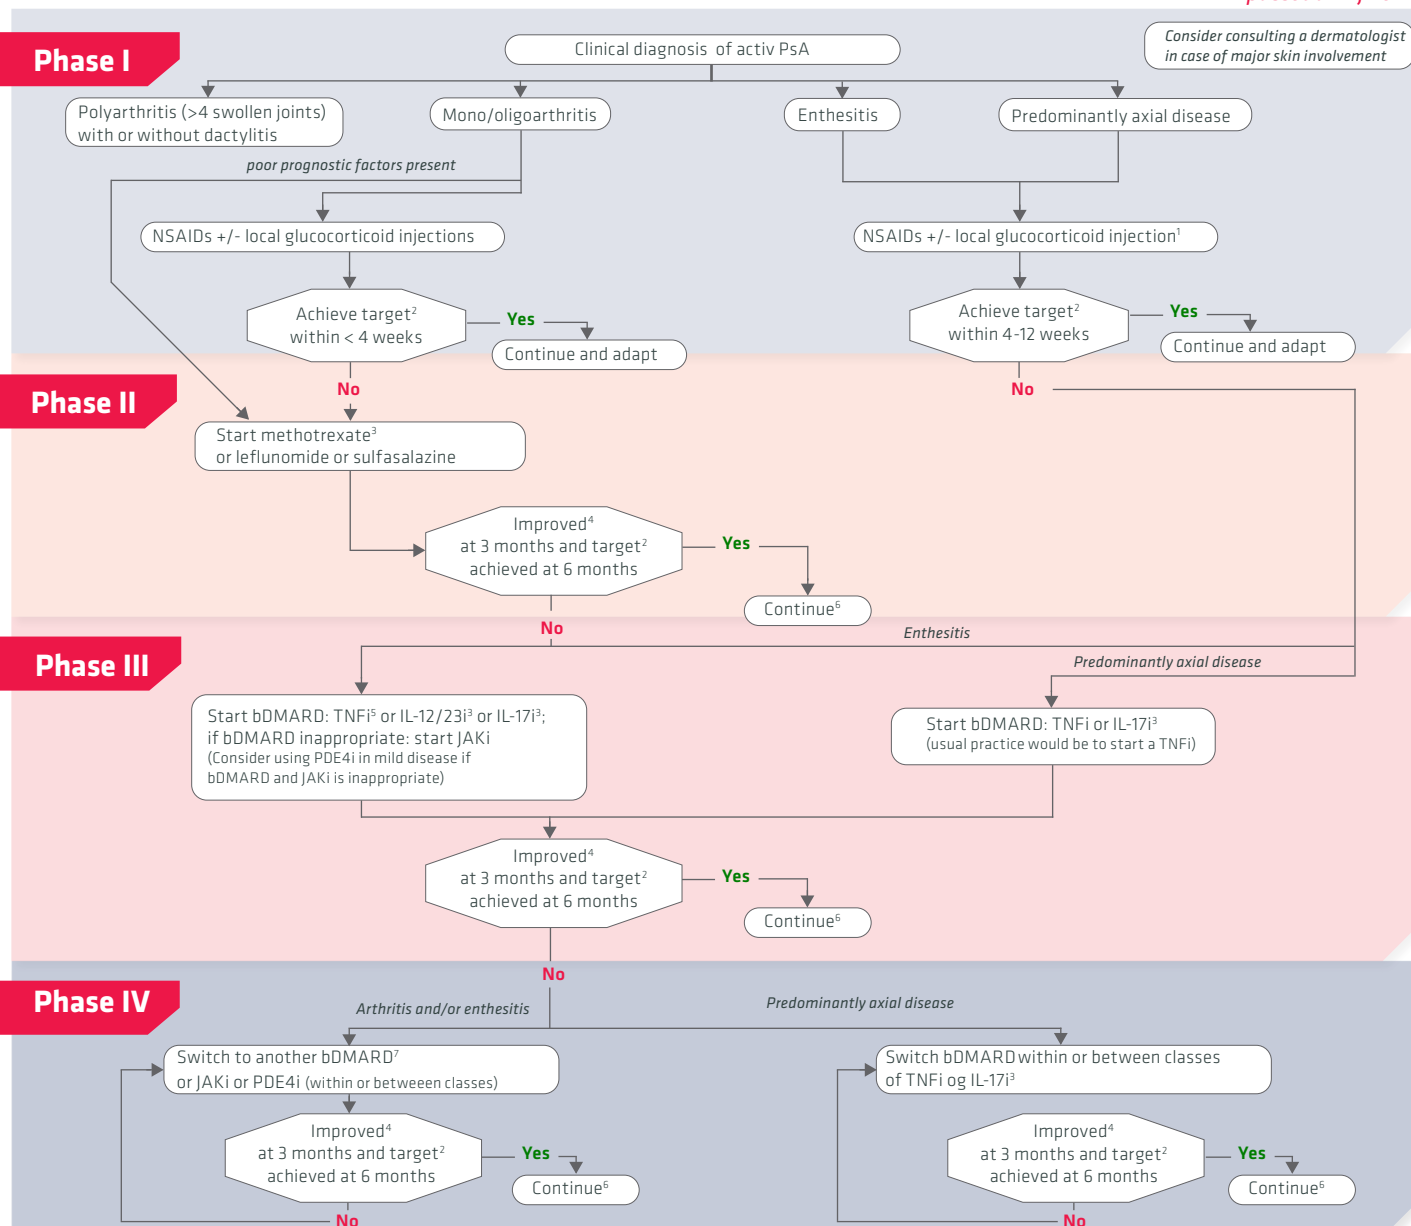 Phase I
Clinical diagnosis of activ PsA
Consider consulting a dermatologist
in case of major skin involvement
Polyarthritis (>4 swollen joints)
with or without dactylitis
Mono/oligoarthritis
Enthesitis
Predominantly axial disease
poor prognostic factors present
NSAIDs +/- local glucocorticoid injections
NSAIDs +/- local glucocorticoid injection¹
Achieve target²
within < 4 weeks
Yes
Continue and adapt
Achieve target²
within 4-12 weeks
Yes
Continue and adapt
No
No
Phase II
Start methotrexate³
or leflunomide or sulfasalazine
Improved⁴
at 3 months and target²
achieved at 6 months
Yes
Continue⁶
No
Enthesitis
Phase III
Predominantly axial disease
Start bDMARD: TNFi⁵ or IL-12/23i³ or IL-17i³;
if bDMARD inappropriate: start JAKi
(Consider using PDE4i in mild disease if
bDMARD and JAKi is inappropriate)
Start bDMARD: TNFi or IL-17i³
(usual practice would be to start a TNFi)
Improved⁴
at 3 months and target²
achieved at 6 months
Yes
Continue⁶
No
Phase IV
Arthritis and/or enthesitis
Predominantly axial disease
Switch to another bDMARD⁷
or JAKi or PDE4i (within or betweeen classes)
Switch bDMARD within or between classes
of TNFi og IL-17i³
Improved⁴
at 3 months and target²
achieved at 6 months
Yes
Continue⁶
No
Improved⁴
at 3 months and target²
achieved at 6 months
Yes
Continue⁶
No